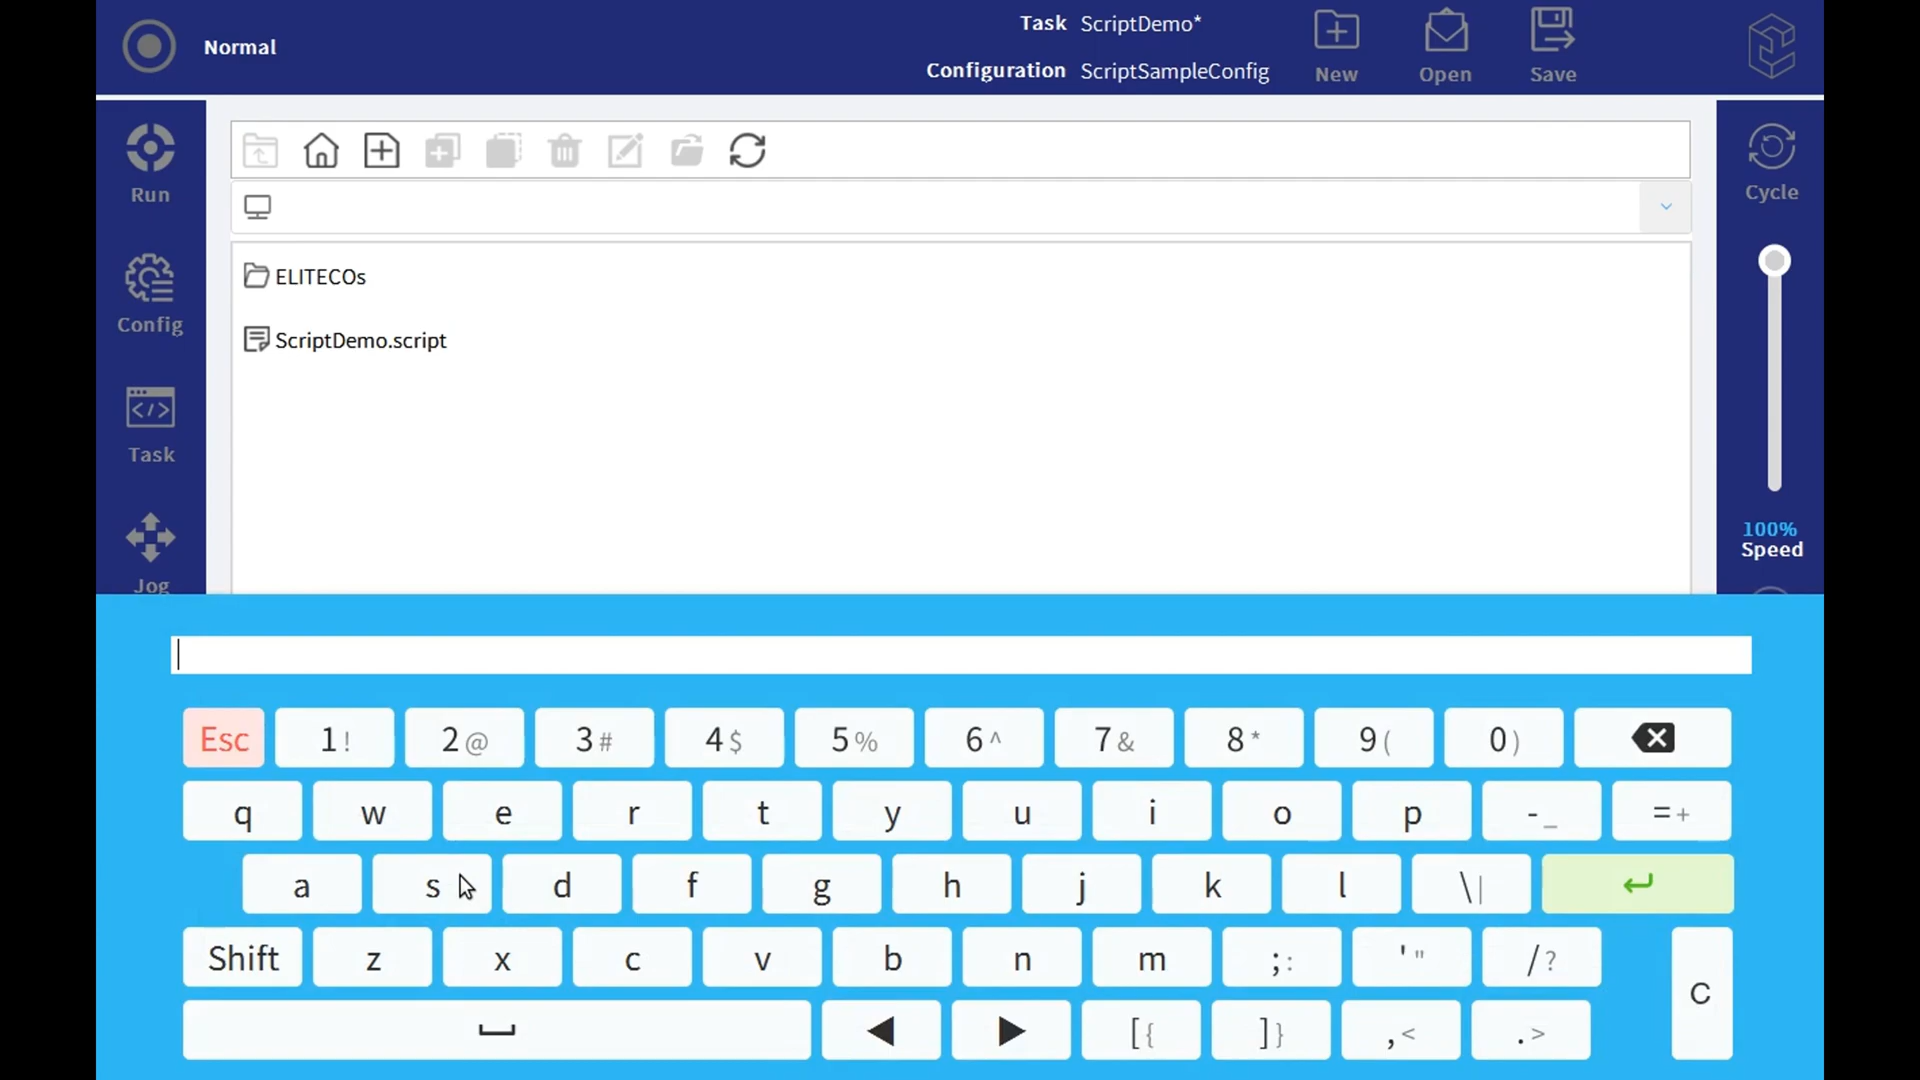 Normal
Task ScriptDemo*
Configuration ScriptSampleConfig
New
Open
Save
Run
Config
Task
Jog
Cycle
100%
Speed
ELITECOs
ScriptDemo.script
Esc 1 ! 2 @ 3 # 4 $ 5 % 6 ^ 7 & 8 * 9 ( 0 )
q w e r t y u i o p - _ = +
a s d f g h j k l \ |
Shift z x c v b n m ; : ' " / ?
[ { ] } , < . >
C